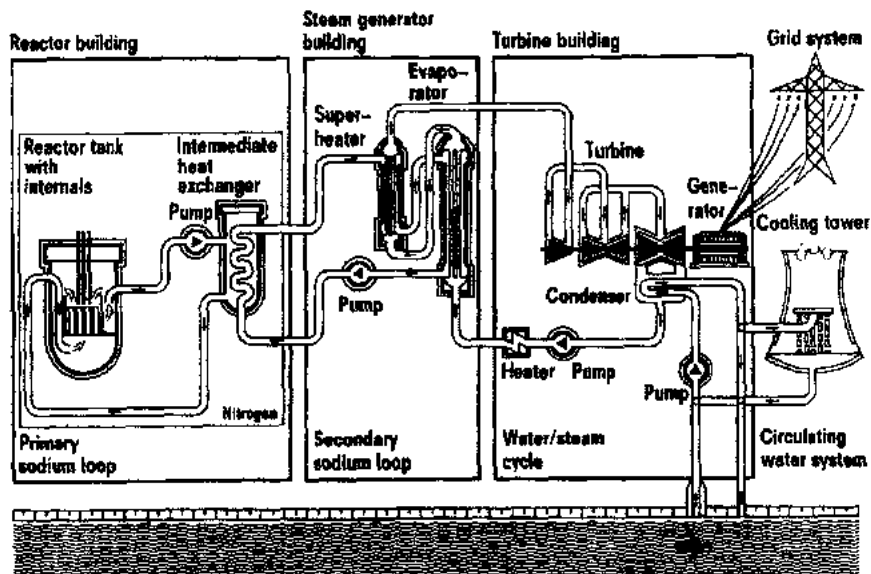 Reactor building
Steam generator
building
Turbine building
Grid system
Reactor tank
with
internals
Intermediate
heat
exchanger
Pump
Nitrogen
Primary
sodium loop
Super-
heater
Evapo-
rator
Pump
Secondary
sodium loop
Turbine
Gene-
rator
Condenser
Heater Pump
Pump
Water/steam
cycle
Cooling tower
Circulating
water system